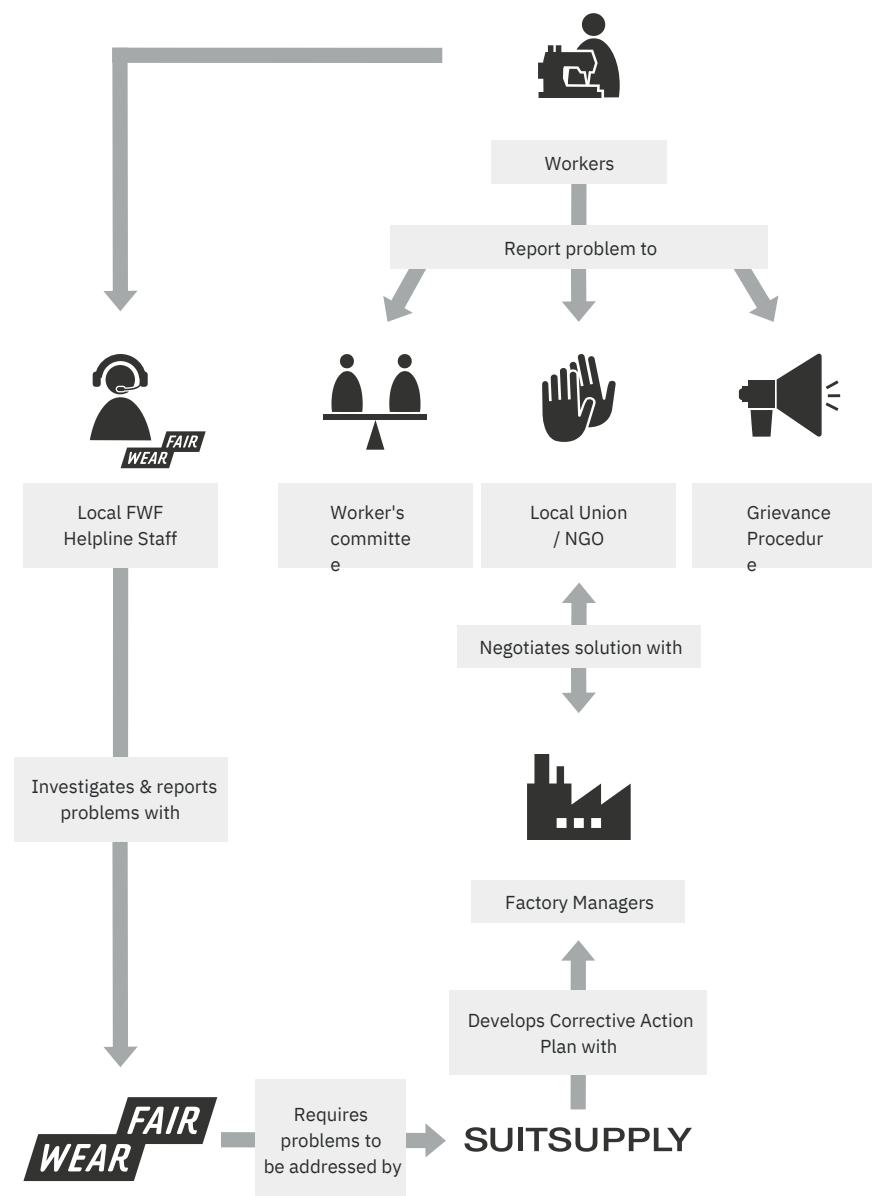 Workers
Report problem to
FAIR
WEAR
Local FWF
Helpline Staff
Worker's
committe
e
Local Union
/ NGO
Grievance
Procedur
e
Negotiates solution with
Investigates & reports
problems with
Factory Managers
Develops Corrective Action
Plan with
FAIR
WEAR
Requires
problems to
be addressed by
SUITSUPPLY